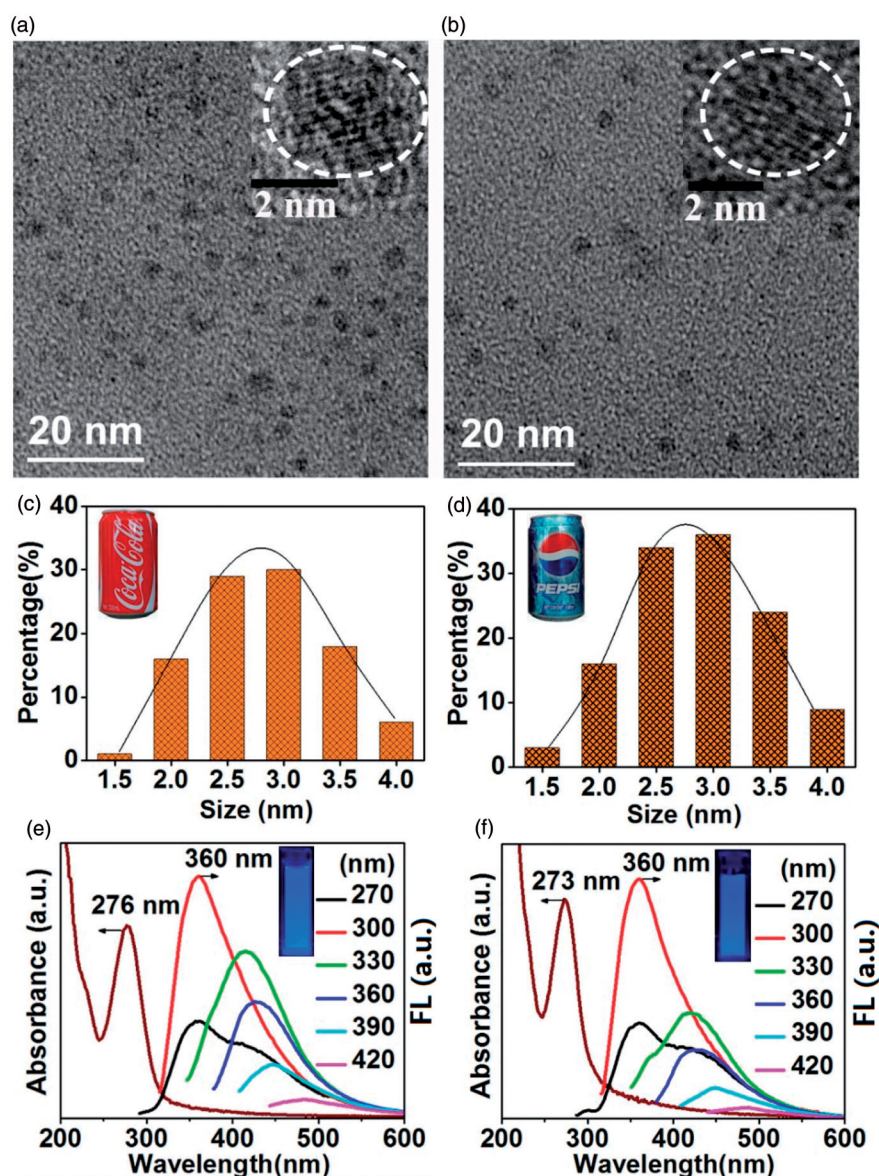 (a)
2 nm
20 nm
(b)
2 nm
20 nm
(c)
Percentage(%)
40
30
20
10
0
Coca-Cola
1.5 2.0 2.5 3.0 3.5 4.0
Size (nm)
(d)
Percentage(%)
40
30
20
10
0
PEPSI
1.5 2.0 2.5 3.0 3.5 4.0
Size (nm)
(e)
Absorbance (a.u.)
276 nm
360 nm
(nm)
270
300
330
360
390
420
FL (a.u.)
200 300 400 500 600
Wavelength(nm)
(f)
Absorbance (a.u.)
273 nm
360 nm
(nm)
270
300
330
360
390
420
FL (a.u.)
200 300 400 500 600
Wavelength(nm)